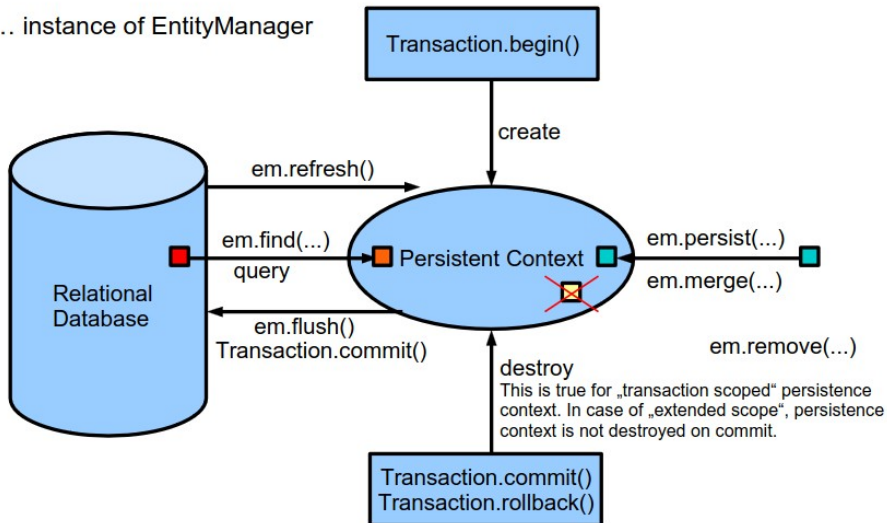 .. instance of EntityManager
Transaction.begin()
create
em.refresh()
em.find(...)
query
Persistent Context
em.persist(...)
em.merge(...)
Relational
Database
em.flush()
Transaction.commit()
em.remove(...)
destroy
This is true for „transaction scoped“ persistence
context. In case of „extended scope“, persistence
context is not destroyed on commit.
Transaction.commit()
Transaction.rollback()